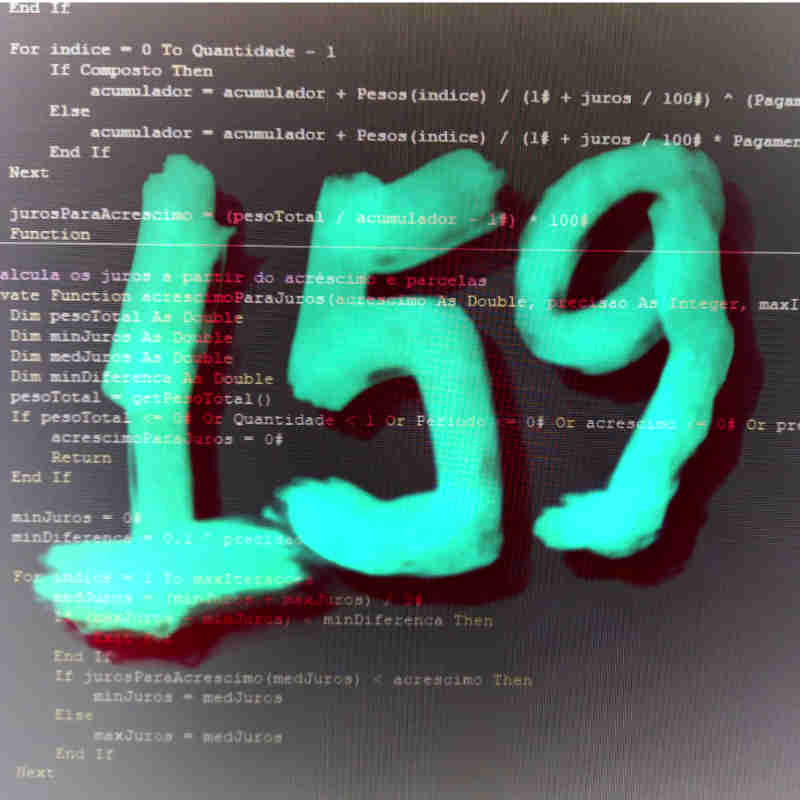 End If
For indice = 0 To Quantidade - 1
If Composto Then
acumulador = acumulador + Pesos(indice) / (1# + juros / 100#) ^ (Pagam
Else
acumulador = acumulador + Pesos(indice) / (1# + juros / 100# * Pagamen
End If
Next
159
jurosParaAcrescimo = (pesoTotal / acumulador - 1#) * 100#
Function
alcula os juros a partir do acréscimo e parcelas
vate Function acrescimoParaJuros(acrescimo As Double, precisao As Integer, maxI
Dim pesoTotal As Double
Dim minJuros As Double
Dim medJuros As Double
Dim minDiferenca As Double
pesoTotal = getPesoTotal()
If pesoTotal <= 0# Or Quantidade < 1 Or Periodo <= 0# Or acrescimo <= 0# Or pre
acrescimoParaJuros = 0#
Return
End If
minJuros = 0#
minDiferenca = 0.1 ^ precisao
For indice = 1 To maxIteracoes
medJuros = (minJuros + maxJuros) / 2#
If (maxJuros - minJuros) < minDiferenca Then
Exit For
End If
If jurosParaAcrescimo(medJuros) < acrescimo Then
minJuros = medJuros
Else
maxJuros = medJuros
End If
Next